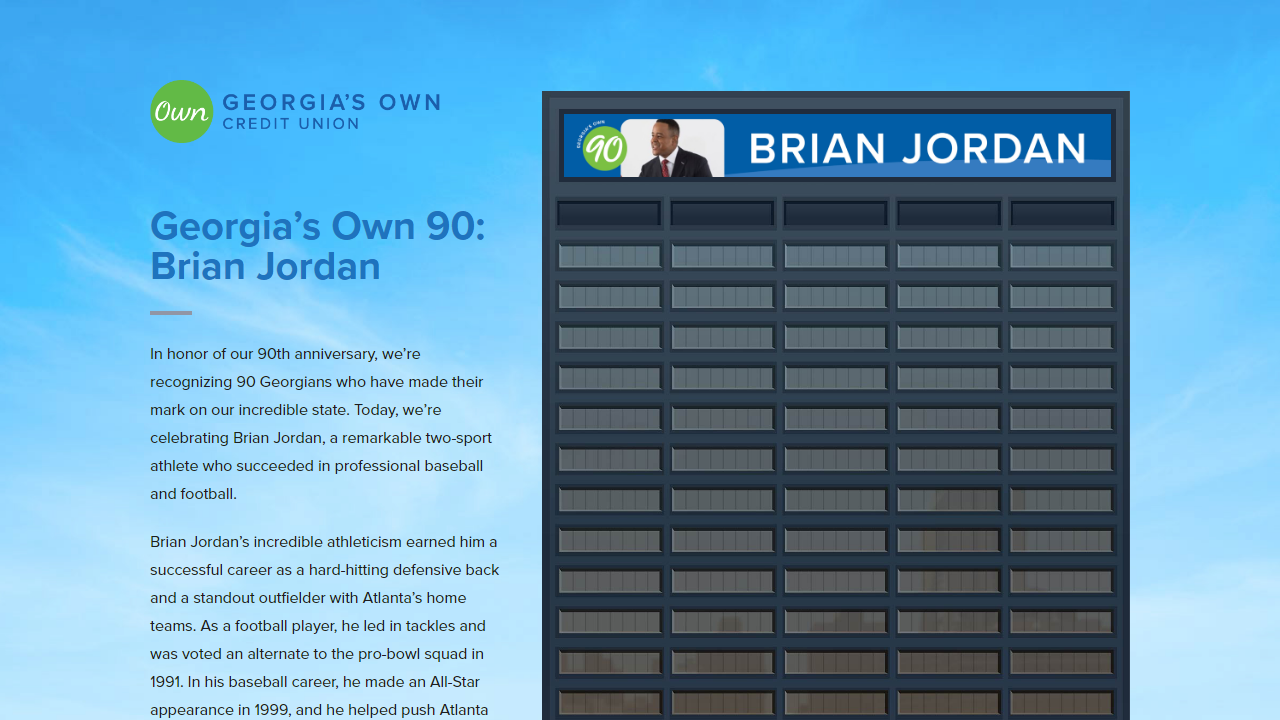 Own
GEORGIA'S OWN
CREDIT UNION
Georgia's Own 90:
Brian Jordan
In honor of our 90th anniversary, we're
recognizing 90 Georgians who have made their
mark on our incredible state. Today, we're
celebrating Brian Jordan, a remarkable two-sport
athlete who succeeded in professional baseball
and football.
Brian Jordan's incredible athleticism earned him a
successful career as a hard-hitting defensive back
and a standout outfielder with Atlanta's home
teams. As a football player, he led in tackles and
was voted an alternate to the pro-bowl squad in
1991. In his baseball career, he made an All-Star
appearance in 1999, and he helped push Atlanta
GEORGIA'S OWN
90
BRIAN JORDAN